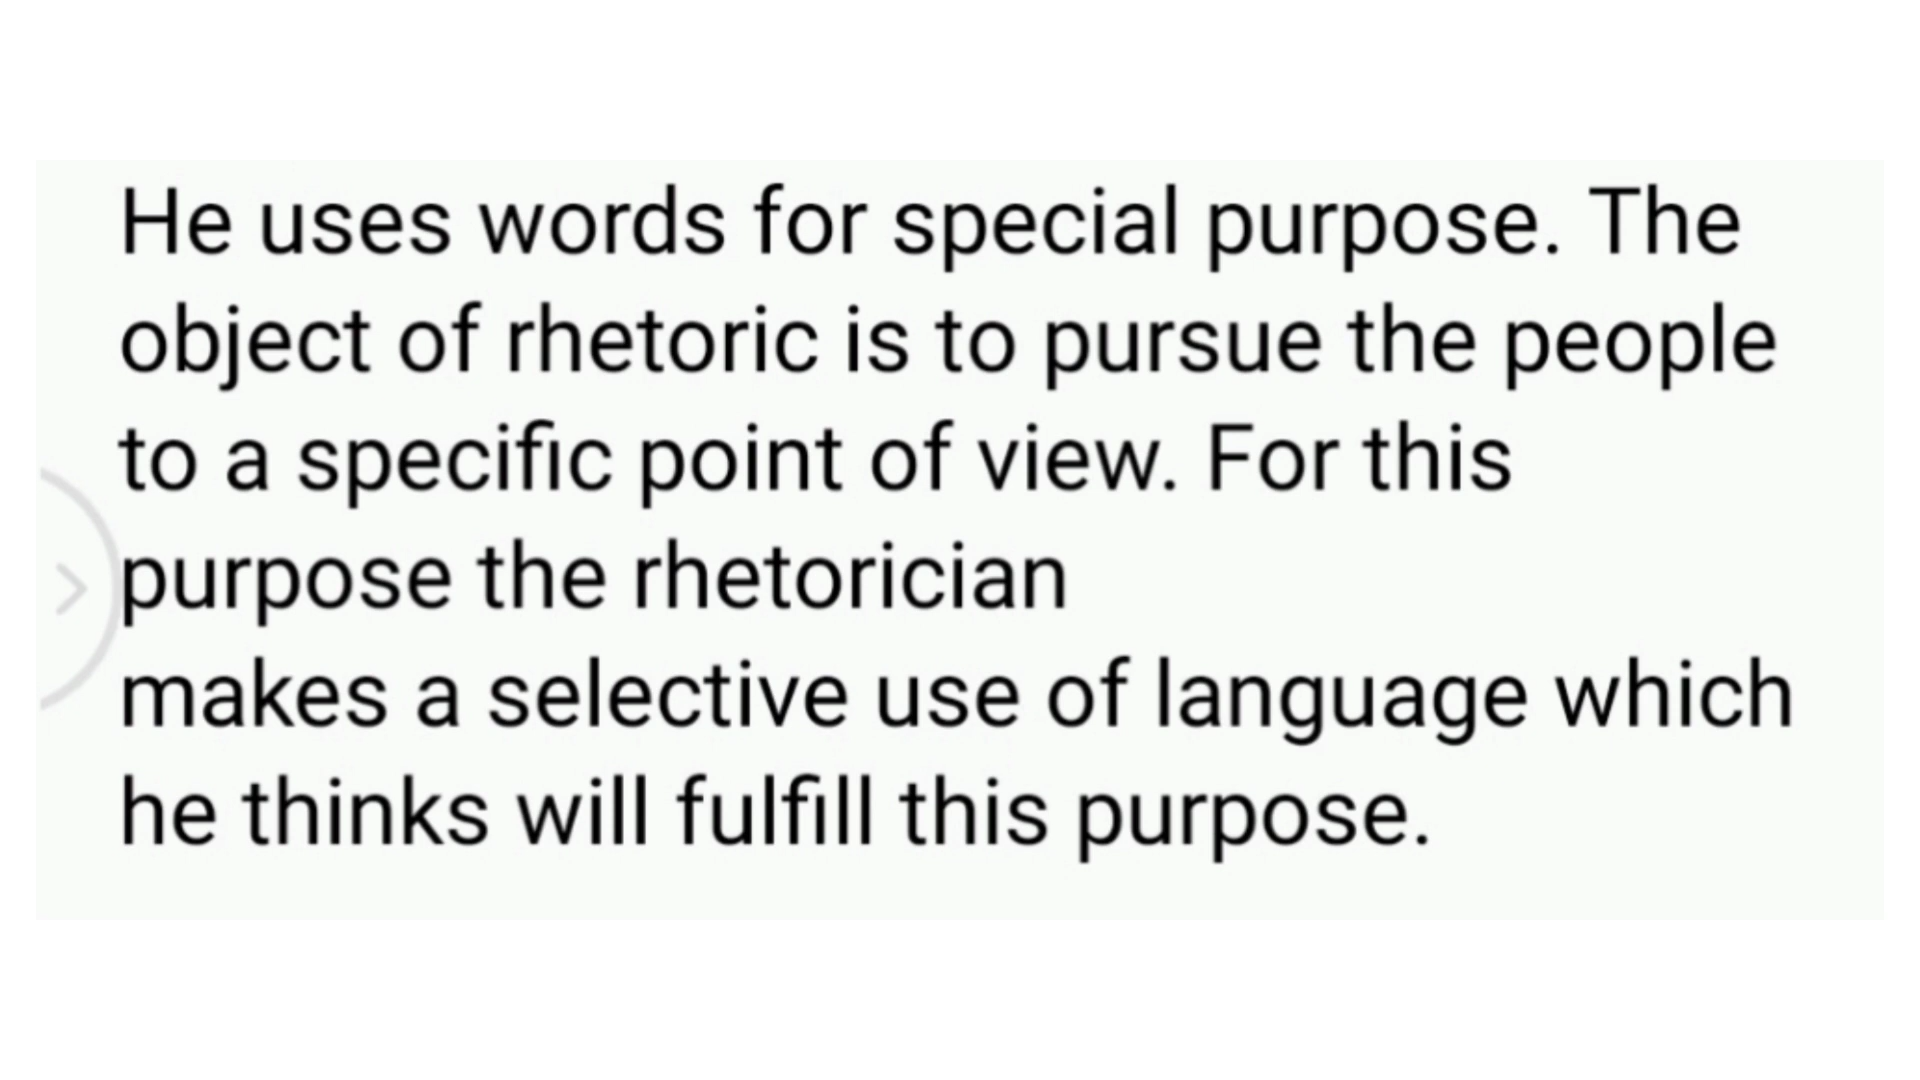 He uses words for special purpose. The
object of rhetoric is to pursue the people
to a specific point of view. For this
purpose the rhetorician
makes a selective use of language which
he thinks will fulfill this purpose.